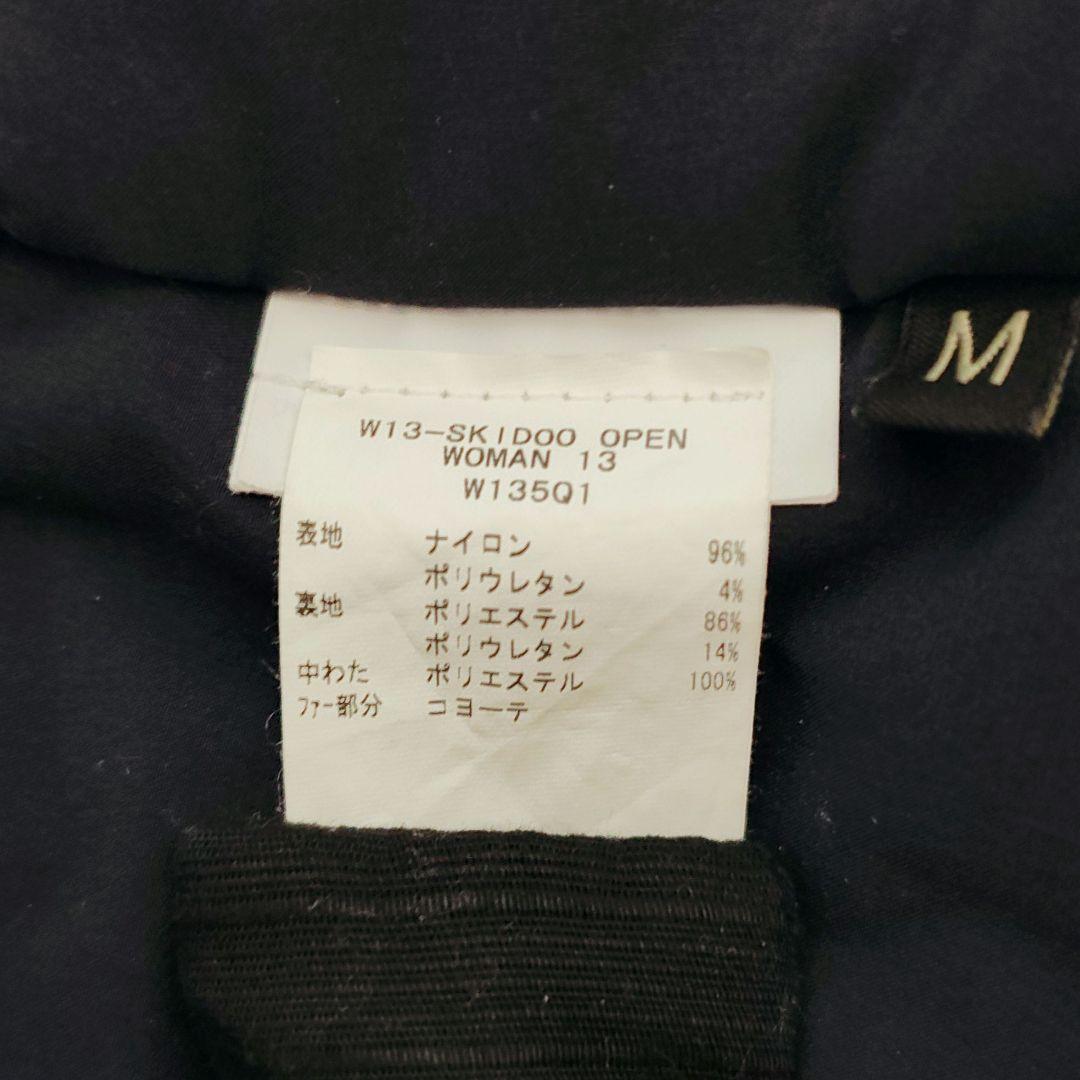 W13-SKIDOO OPEN
WOMAN 13
W135Q1
表地 ナイロン 96%
ポリウレタン 4%
裏地 ポリエステル 86%
ポリウレタン 14%
中わた ポリエステル 100%
ファー部分 コヨーテ
M